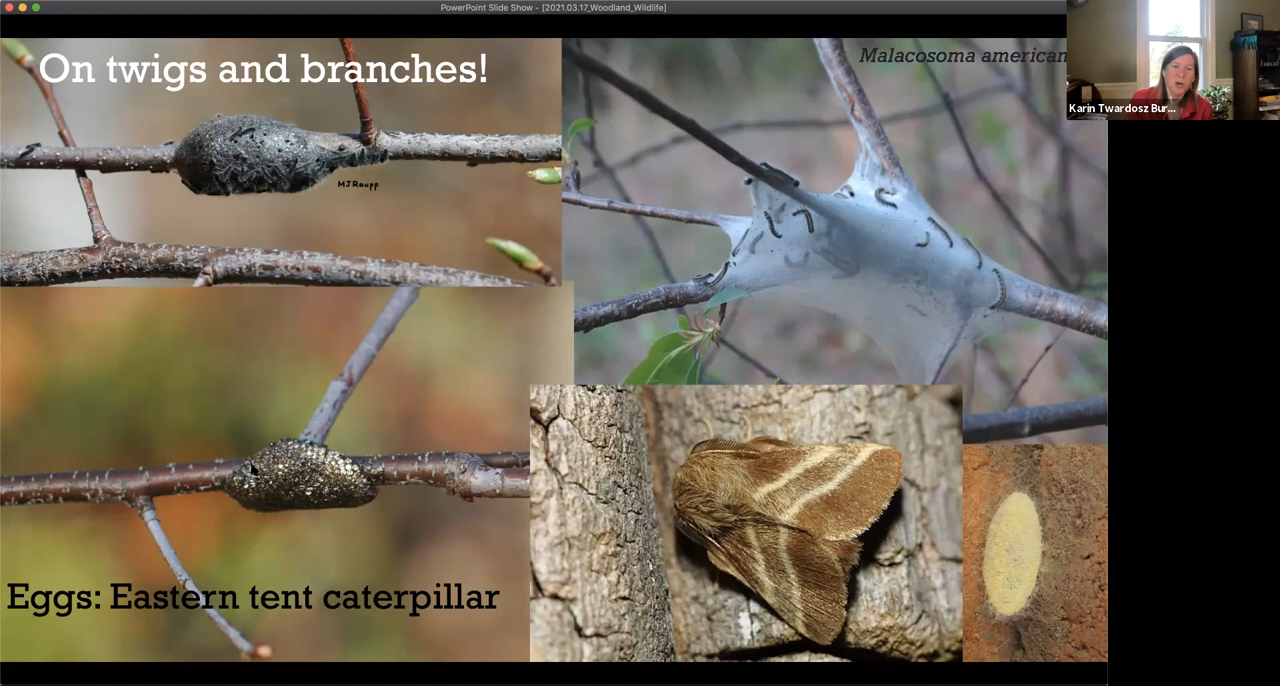 PowerPoint Slide Show - [2021.03.17_Woodland_Wildlife]
On twigs and branches!
Malacosoma american
Karin Twardosz Bur...
MJRaupp
Eggs: Eastern tent caterpillar